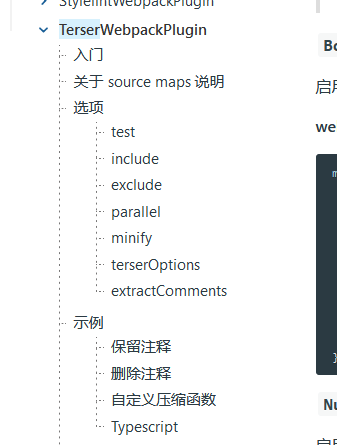 StylelintWebpackPlugin
TerserWebpackPlugin
入门
关于 source maps 说明
选项
test
include
exclude
parallel
minify
terserOptions
extractComments
示例
保留注释
删除注释
自定义压缩函数
Typescript
Bo
启用
we
m
}
Nu